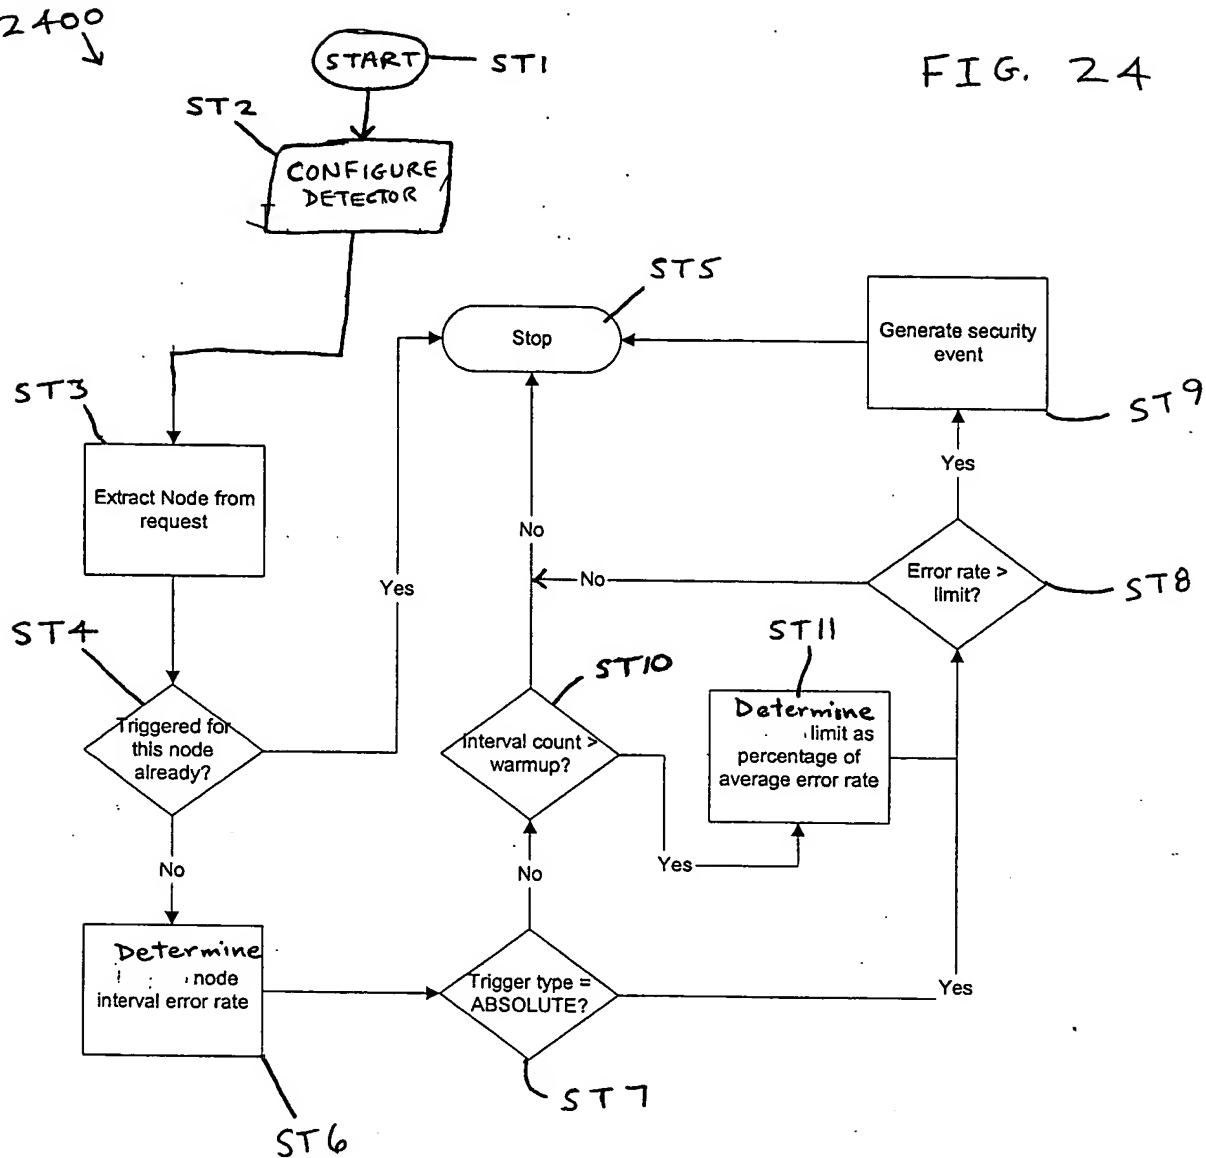 2400
START
ST1
FIG. 24
ST2
CONFIGURE
DETECTOR
ST5
Stop
Generate security
event
ST9
ST3
Extract Node from
request
Yes
No
Yes
No
Error rate >
limit?
ST8
ST4
Triggered for
this node
already?
ST10
Interval count >
warmup?
ST11
Determine
limit as
percentage of
average error rate
No
No
Yes
Determine
node
interval error rate
Trigger type =
ABSOLUTE?
Yes
ST7
ST6